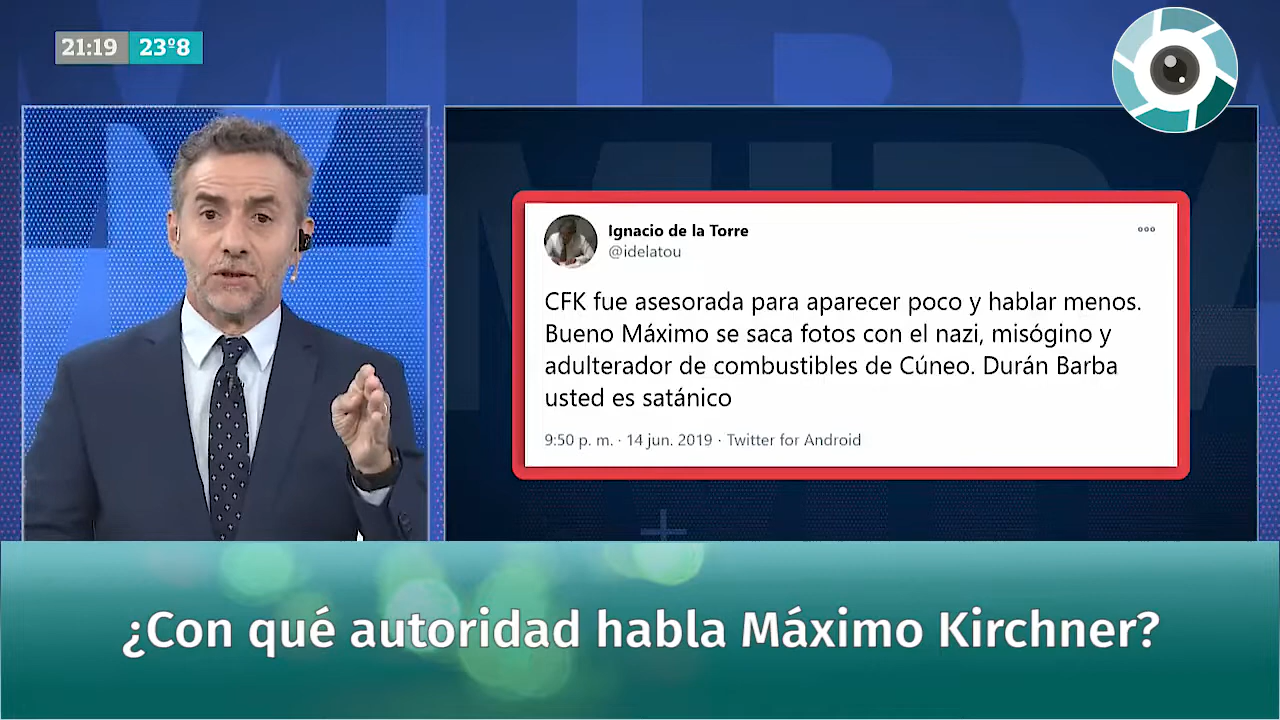 21:19 23º8
Ignacio de la Torre
@idelatou
CFK fue asesorada para aparecer poco y hablar menos.
Bueno Máximo se saca fotos con el nazi, misógino y
adulterador de combustibles de Cúneo. Durán Barba
usted es satánico
9:50 p. m. · 14 jun. 2019 · Twitter for Android
¿Con qué autoridad habla Máximo Kirchner?